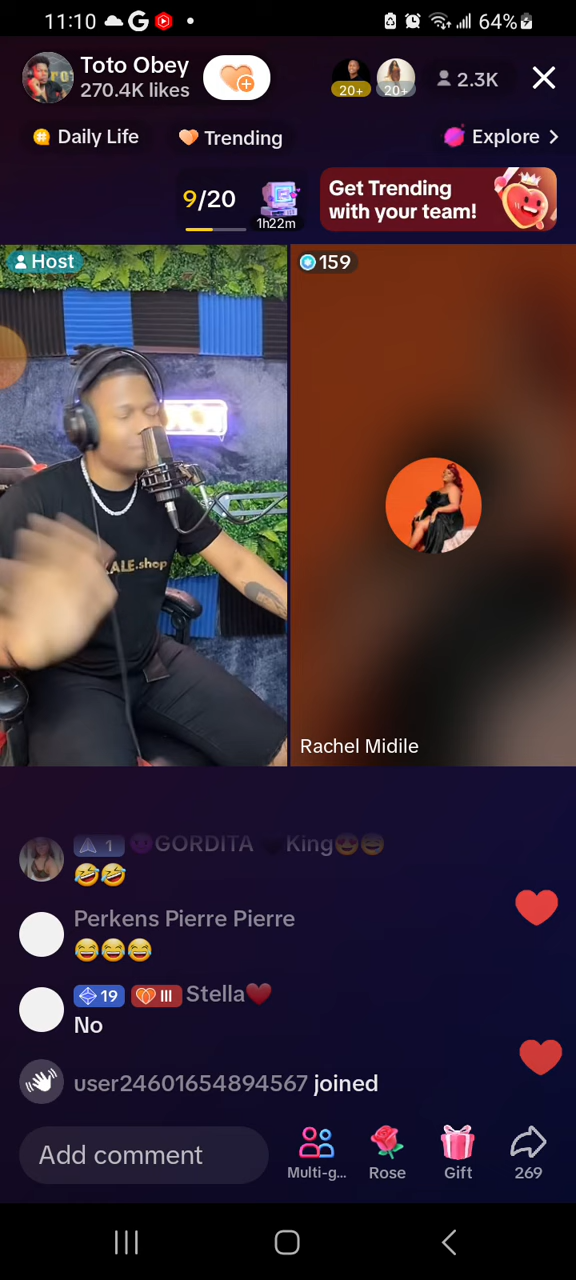 11:10
64%
Toto Obey
270.4K likes
20+
20+
2.3K
Daily Life
Trending
Explore
9/20
1h22m
Get Trending
with your team!
Host
159
ALE.shop
Rachel Midile
1 GORDITA King
Perkens Pierre Pierre
19 III Stella
No
user24601654894567 joined
Add comment
Multi-g...
Rose
Gift
269